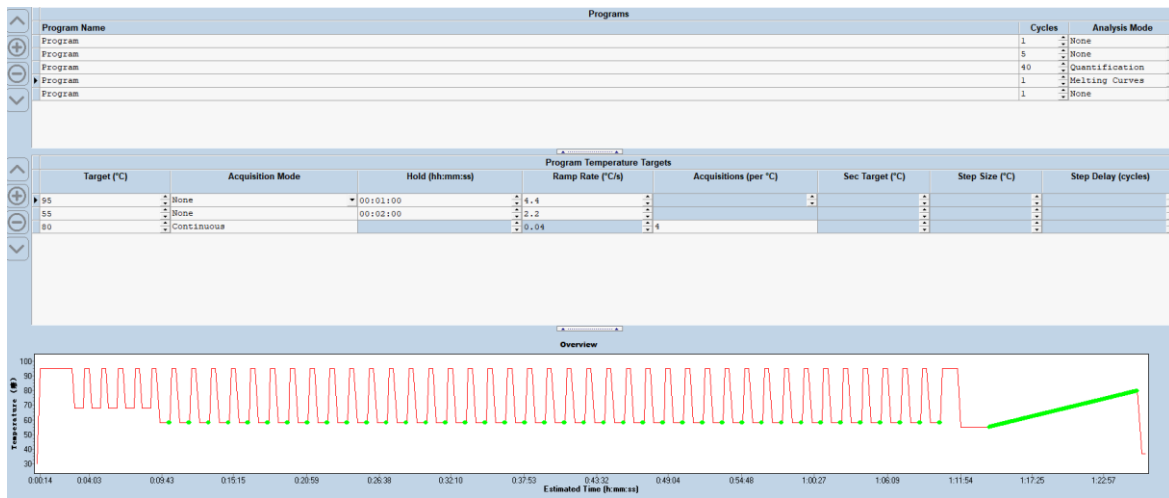 Programs
Program Name Cycles Analysis Mode
Program 1 None
Program 5 None
Program 40 Quantification
Program 1 Melting Curves
Program 1 None
Program Temperature Targets
Target (°C) Acquisition Mode Hold (hh:mm:ss) Ramp Rate (°C/s) Acquisitions (per °C) Sec Target (°C) Step Size (°C) Step Delay (cycles)
95 None 00:01:00 4.4
55 None 00:02:00 2.2
80 Continuous 0.04 4
Overview
Temperature
100
90
80
70
60
50
40
30
0:00:14 0:04:03 0:09:43 0:15:15 0:20:59 0:26:38 0:32:10 0:37:53 0:43:32 0:49:04 0:54:48 1:00:27 1:06:09 1:11:54 1:17:25 1:22:57
Estimated Time (h:mm:ss)